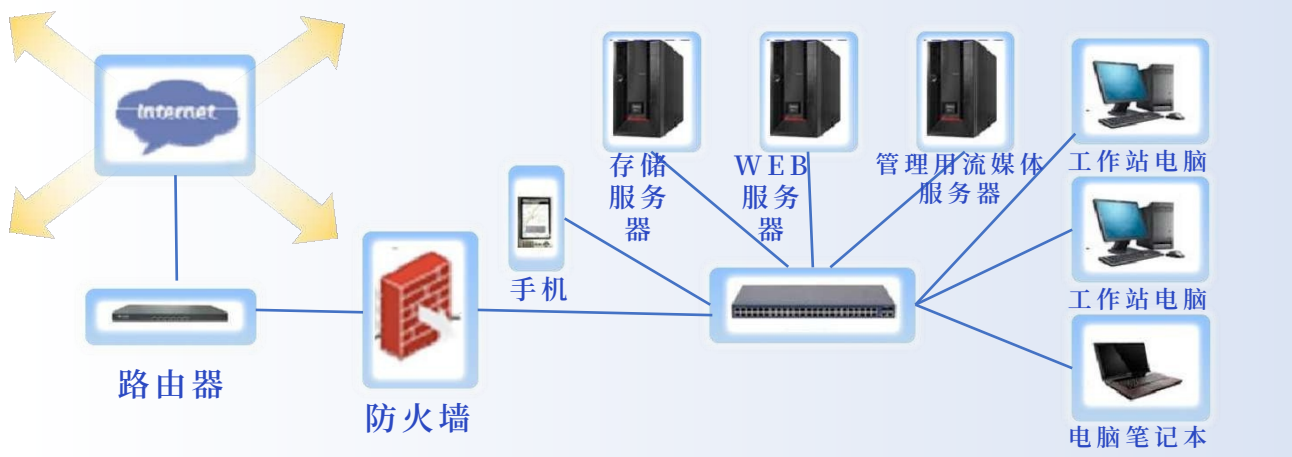 Internet
存储
服务
器
WEB
服务
器
管理用流媒体
服务器
工作站电脑
手机
工作站电脑
路由器
防火墙
电脑笔记本